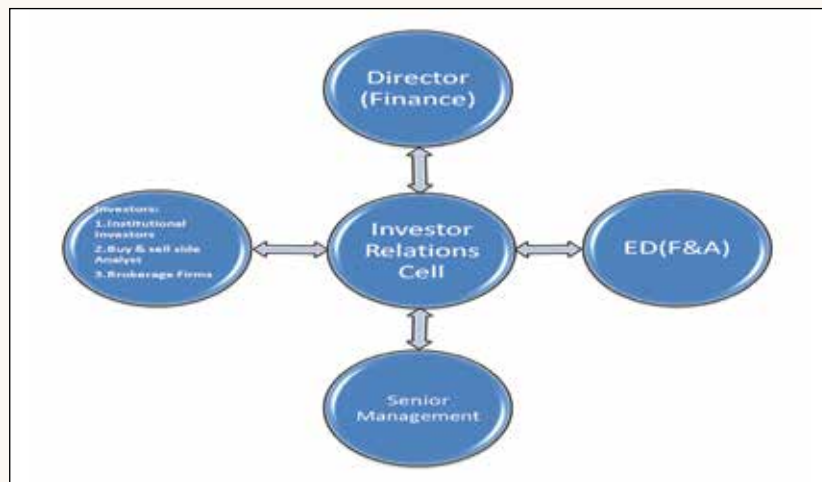 Director
(Finance)
Investors:
1.Institutional
Investors
2.Buy & sell side
Analyst
3.Brokerage Firms
Investor
Relations
Cell
ED(F&A)
Senior
Management